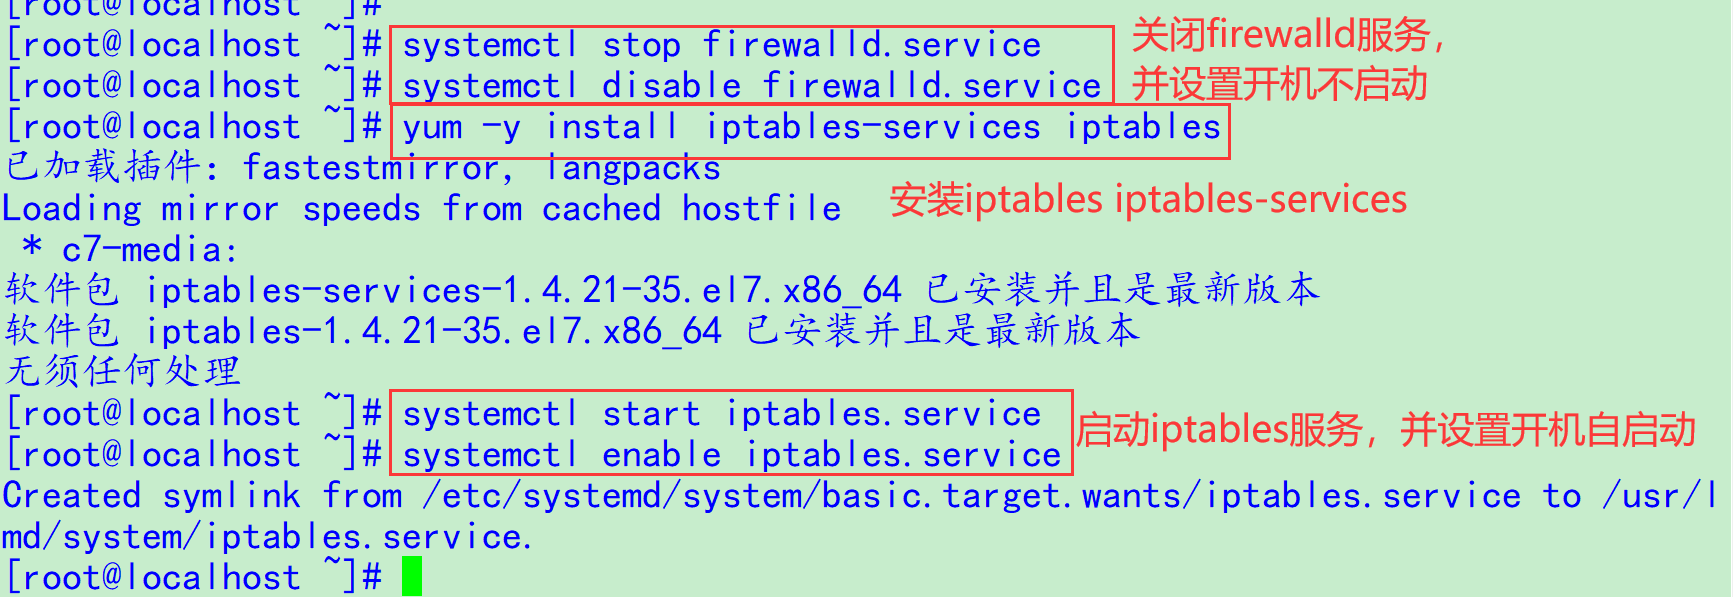 [root@localhost ~]#
[root@localhost ~]# systemctl stop firewalld.service
关闭firewalld服务，
[root@localhost ~]# systemctl disable firewalld.service
并设置开机不启动
[root@localhost ~]# yum -y install iptables-services iptables
已加载插件：fastestmirror, langpacks
安装iptables iptables-services
Loading mirror speeds from cached hostfile
 * c7-media:
软件包 iptables-services-1.4.21-35.el7.x86_64 已安装并且是最新版本
软件包 iptables-1.4.21-35.el7.x86_64 已安装并且是最新版本
无须任何处理
[root@localhost ~]# systemctl start iptables.service
启动iptables服务，并设置开机自启动
[root@localhost ~]# systemctl enable iptables.service
Created symlink from /etc/systemd/system/basic.target.wants/iptables.service to /usr/l
md/system/iptables.service.
[root@localhost ~]#